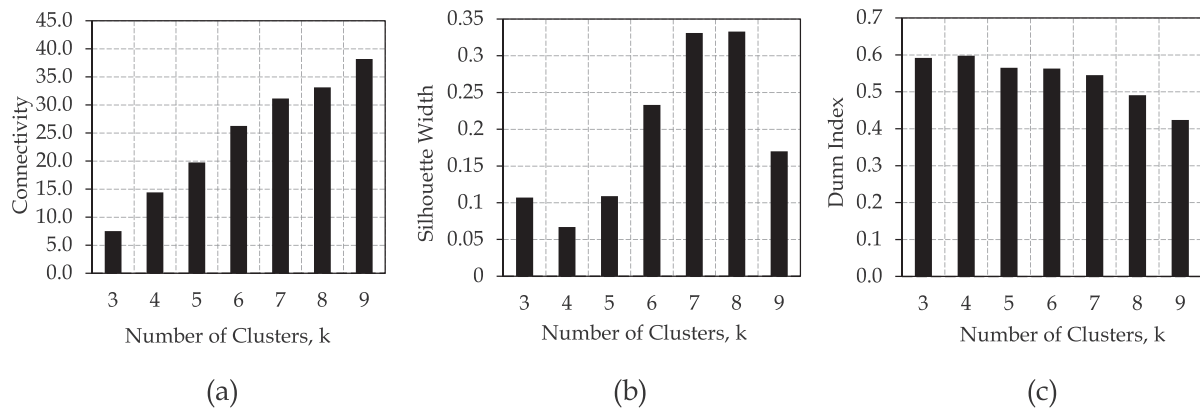 45.0
40.0
35.0
30.0
25.0
20.0
15.0
10.0
5.0
0.0
Connectivity
3 4 5 6 7 8 9
Number of Clusters, k
(a)
0.35
0.3
0.25
0.2
0.15
0.1
0.05
0
Silhouette Width
3 4 5 6 7 8 9
Number of Clusters, k
(b)
0.7
0.6
0.5
0.4
0.3
0.2
0.1
0.0
Dunn Index
3 4 5 6 7 8 9
Number of Clusters, k
(c)